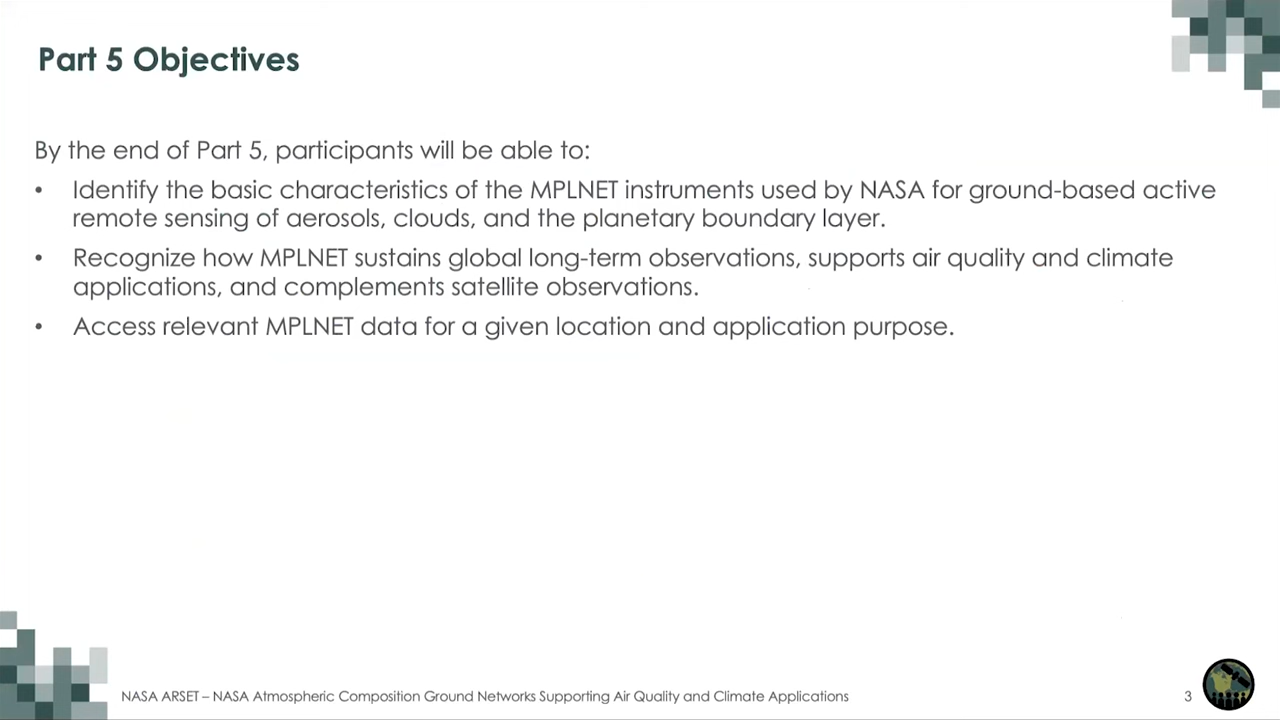 Part 5 Objectives
By the end of Part 5, participants will be able to:
• Identify the basic characteristics of the MPLNET instruments used by NASA for ground-based active
remote sensing of aerosols, clouds, and the planetary boundary layer.
• Recognize how MPLNET sustains global long-term observations, supports air quality and climate
applications, and complements satellite observations.
• Access relevant MPLNET data for a given location and application purpose.
NASA ARSET – NASA Atmospheric Composition Ground Networks Supporting Air Quality and Climate Applications
3